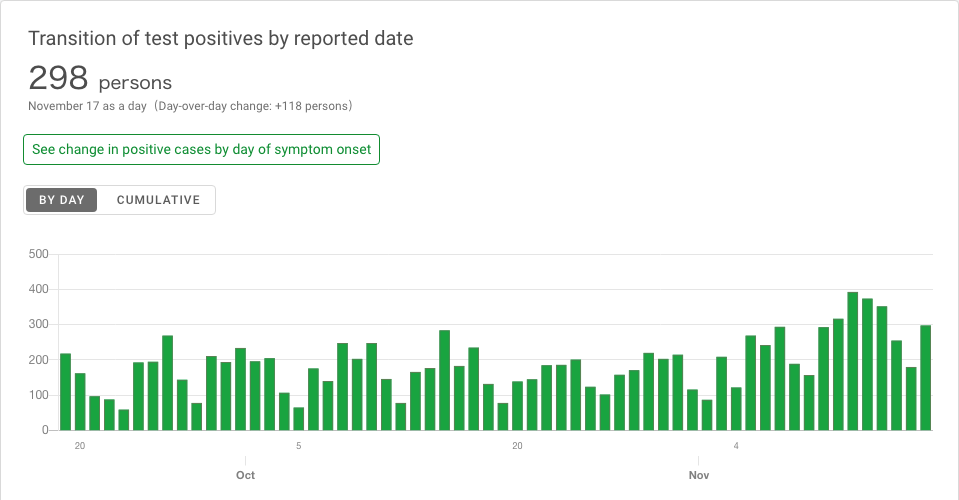 Transition of test positives by reported date
298 persons
November 17 as a day（Day-over-day change: +118 persons）
See change in positive cases by day of symptom onset
BY DAY CUMULATIVE
500
400
300
200
100
0
20 5 20 4
Oct Nov